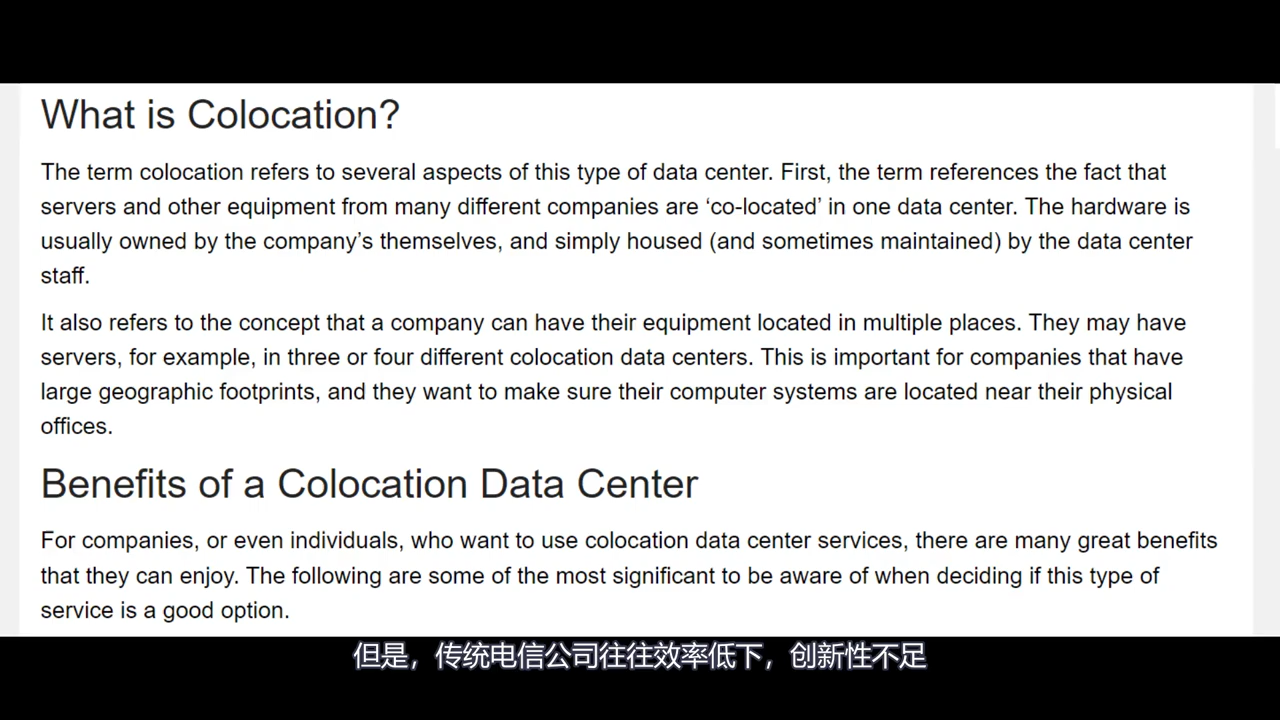 What is Colocation?
The term colocation refers to several aspects of this type of data center. First, the term references the fact that
servers and other equipment from many different companies are ‘co-located’ in one data center. The hardware is
usually owned by the company’s themselves, and simply housed (and sometimes maintained) by the data center
staff.
It also refers to the concept that a company can have their equipment located in multiple places. They may have
servers, for example, in three or four different colocation data centers. This is important for companies that have
large geographic footprints, and they want to make sure their computer systems are located near their physical
offices.
Benefits of a Colocation Data Center
For companies, or even individuals, who want to use colocation data center services, there are many great benefits
that they can enjoy. The following are some of the most significant to be aware of when deciding if this type of
service is a good option.
但是，传统电信公司往往效率低下，创新性不足